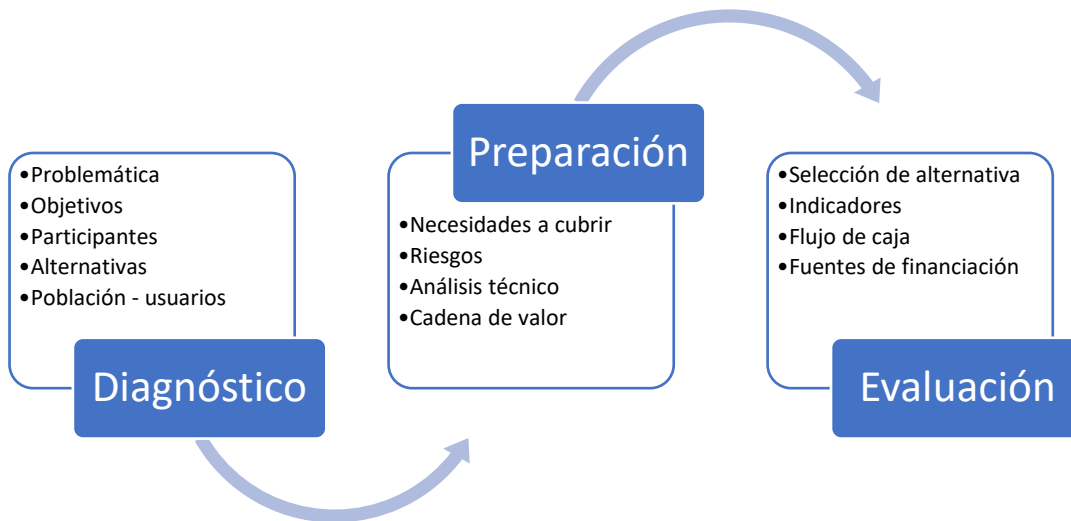 •Problemática
•Objetivos
•Participantes
•Alternativas
•Población - usuarios
Diagnóstico
Preparación
•Necesidades a cubrir
•Riesgos
•Análisis técnico
•Cadena de valor
•Selección de alternativa
•Indicadores
•Flujo de caja
•Fuentes de financiación
Evaluación